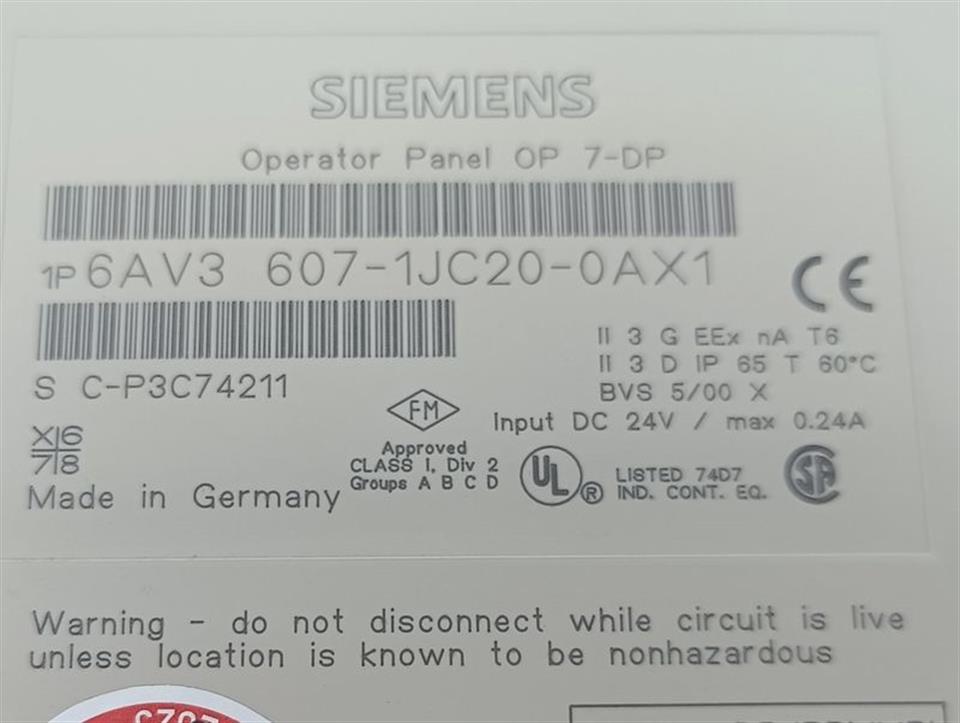 SIEMENS
Operator Panel OP 7-DP
1P 6AV3 607-1JC20-0AX1
CE
S C-P3C74211
II 3 G EEx nA T6
II 3 D IP 65 T 60°C
BVS 5/00 X
Input DC 24V / max 0.24A
FM
Approved
CLASS I, Div 2
Groups A B C D
UL ®
LISTED 74D7
IND. CONT. EQ.
SA
X 6
7 8
Made in Germany
Warning - do not disconnect while circuit is live
unless location is known to be nonhazardous